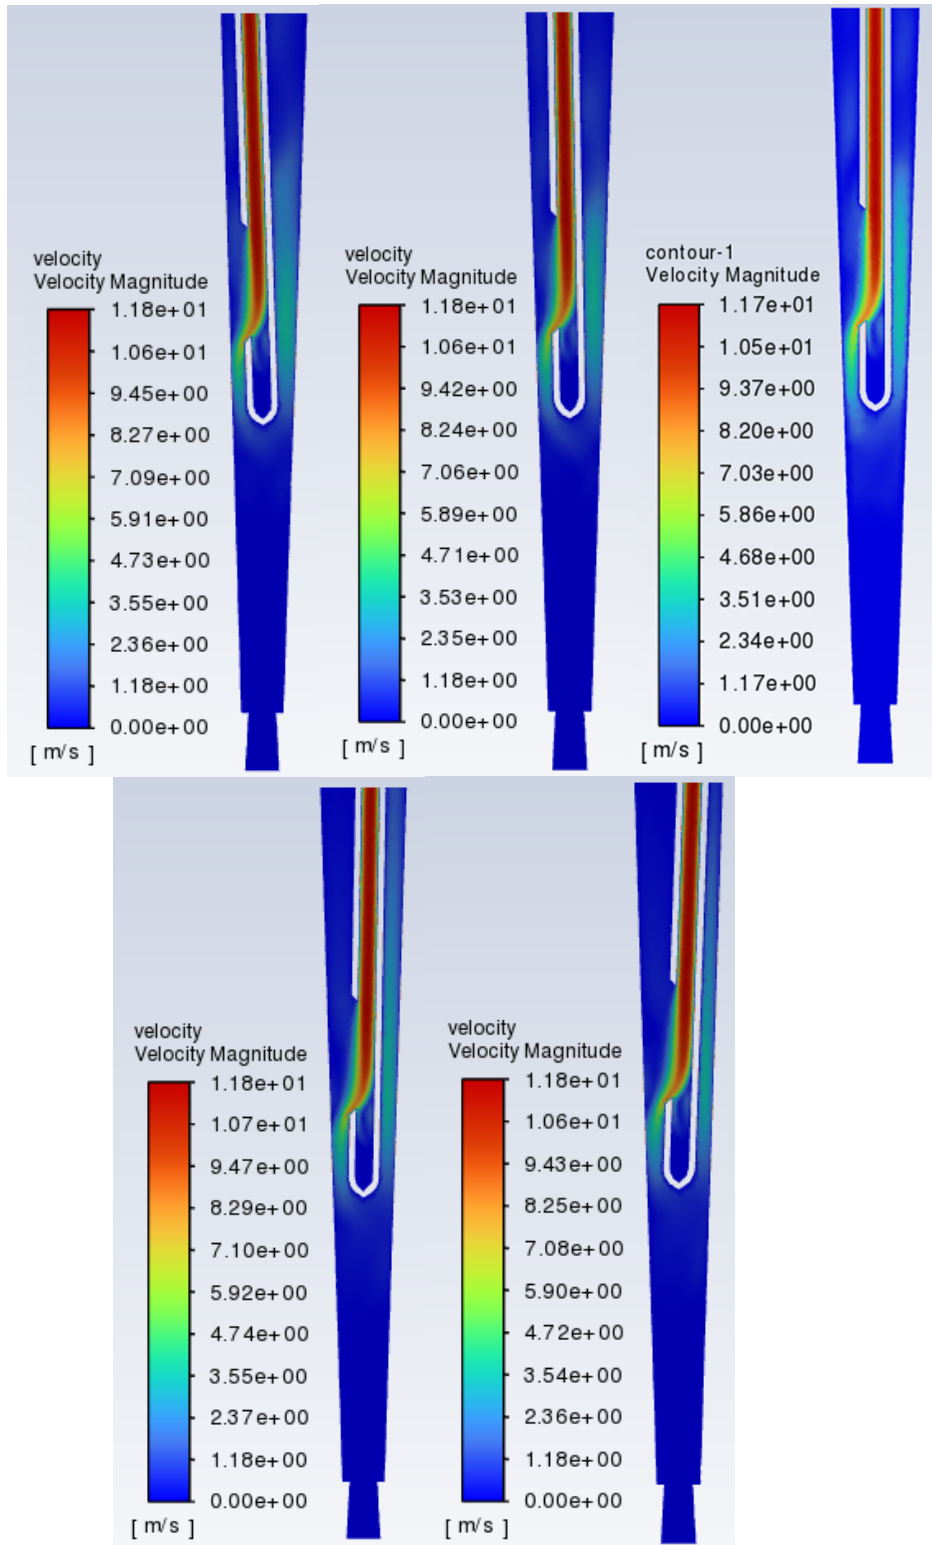 velocity
Velocity Magnitude
1.18e+01
1.06e+01
9.45e+00
8.27e+00
7.09e+00
5.91e+00
4.73e+00
3.55e+00
2.36e+00
1.18e+00
0.00e+00
[ m/s ]
velocity
Velocity Magnitude
1.18e+01
1.06e+01
9.42e+00
8.24e+00
7.06e+00
5.89e+00
4.71e+00
3.53e+00
2.35e+00
1.18e+00
0.00e+00
[ m/s ]
contour-1
Velocity Magnitude
1.17e+01
1.05e+01
9.37e+00
8.20e+00
7.03e+00
5.86e+00
4.68e+00
3.51e+00
2.34e+00
1.17e+00
0.00e+00
[ m/s ]
velocity
Velocity Magnitude
1.18e+01
1.07e+01
9.47e+00
8.29e+00
7.10e+00
5.92e+00
4.74e+00
3.55e+00
2.37e+00
1.18e+00
0.00e+00
[ m/s ]
velocity
Velocity Magnitude
1.18e+01
1.06e+01
9.43e+00
8.25e+00
7.08e+00
5.90e+00
4.72e+00
3.54e+00
2.36e+00
1.18e+00
0.00e+00
[ m/s ]